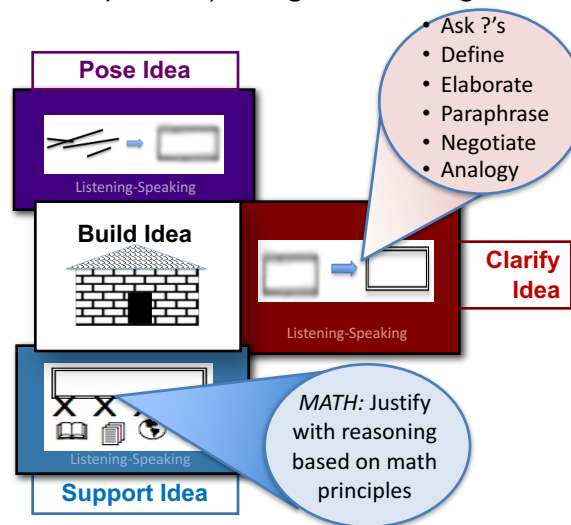 Pose Idea
Listening-Speaking
• Ask ?'s
• Define
• Elaborate
• Paraphrase
• Negotiate
• Analogy
Build Idea
Clarify
Idea
Listening-Speaking
X X
MATH: Justify
with reasoning
based on math
principles
Listening-Speaking
Support Idea